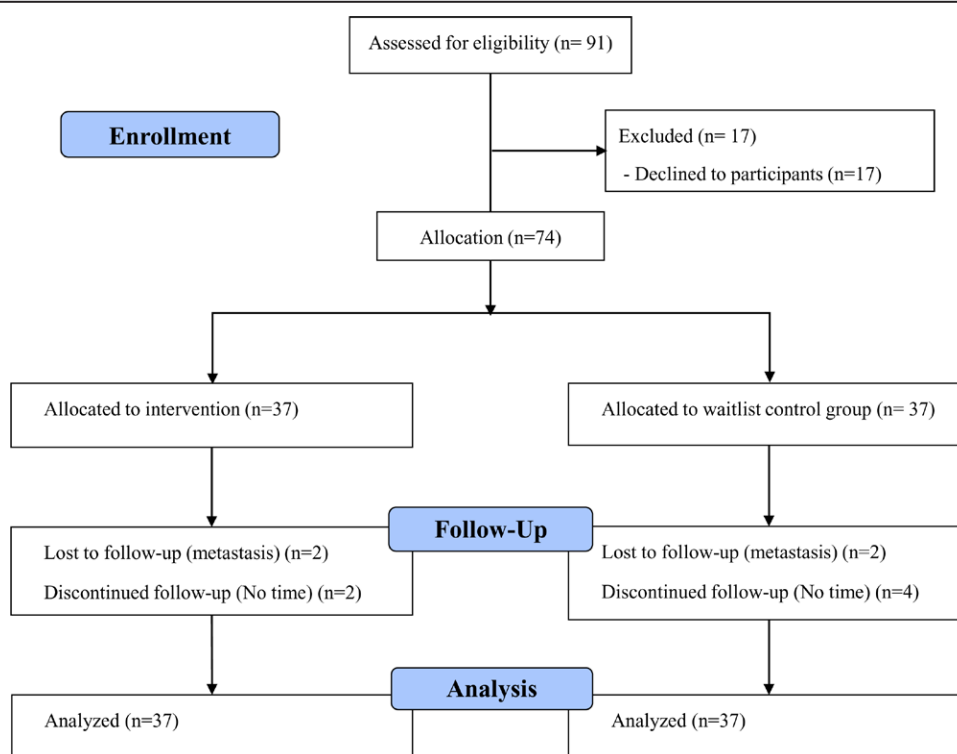 Assessed for eligibility (n= 91)
Enrollment
Excluded (n= 17)
- Declined to participants (n=17)
Allocation (n=74)
Allocated to intervention (n=37)
Allocated to waitlist control group (n= 37)
Follow-Up
Lost to follow-up (metastasis) (n=2)
Discontinued follow-up (No time) (n=2)
Lost to follow-up (metastasis) (n=2)
Discontinued follow-up (No time) (n=4)
Analysis
Analyzed (n=37)
Analyzed (n=37)